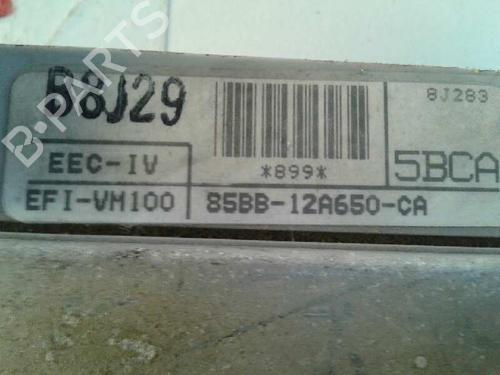 B8J29
8J283
*899*
EEC-IV
5BCA
EFI-VM100
85BB-12A650-CA
B-PARTS